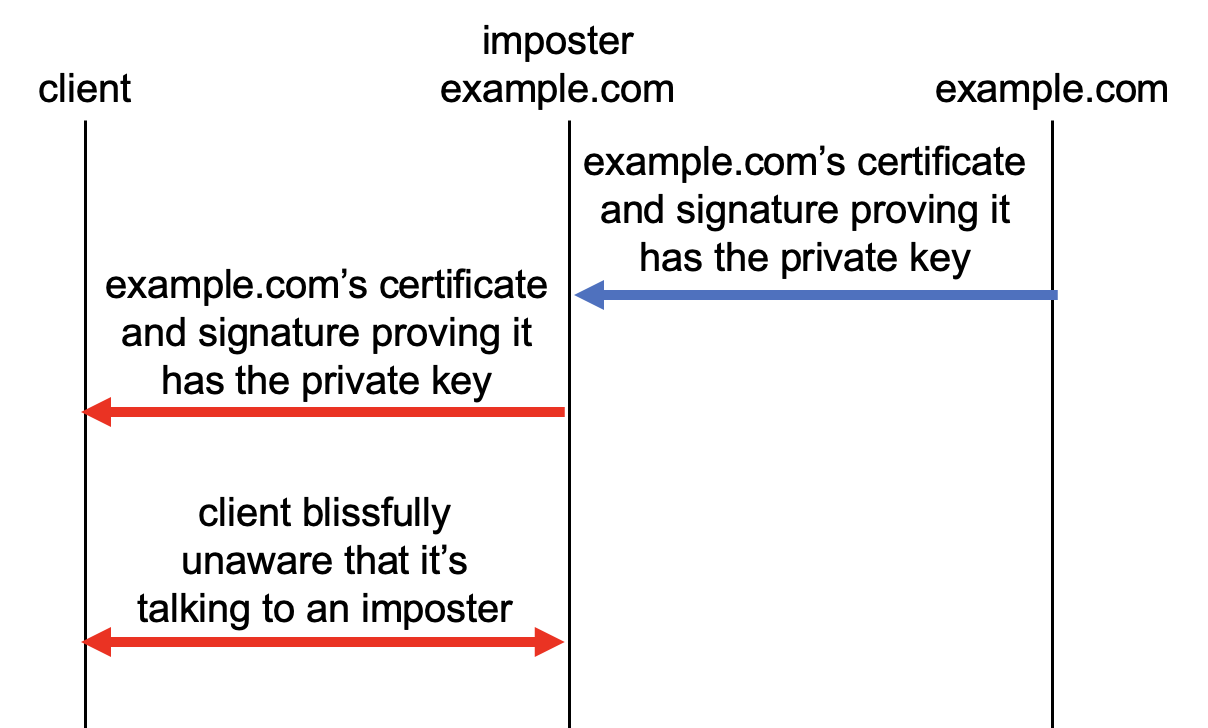 imposter
client
example.com
example.com
example.com’s certificate
and signature proving it
has the private key
example.com’s certificate
and signature proving it
has the private key
client blissfully
unaware that it’s
talking to an imposter